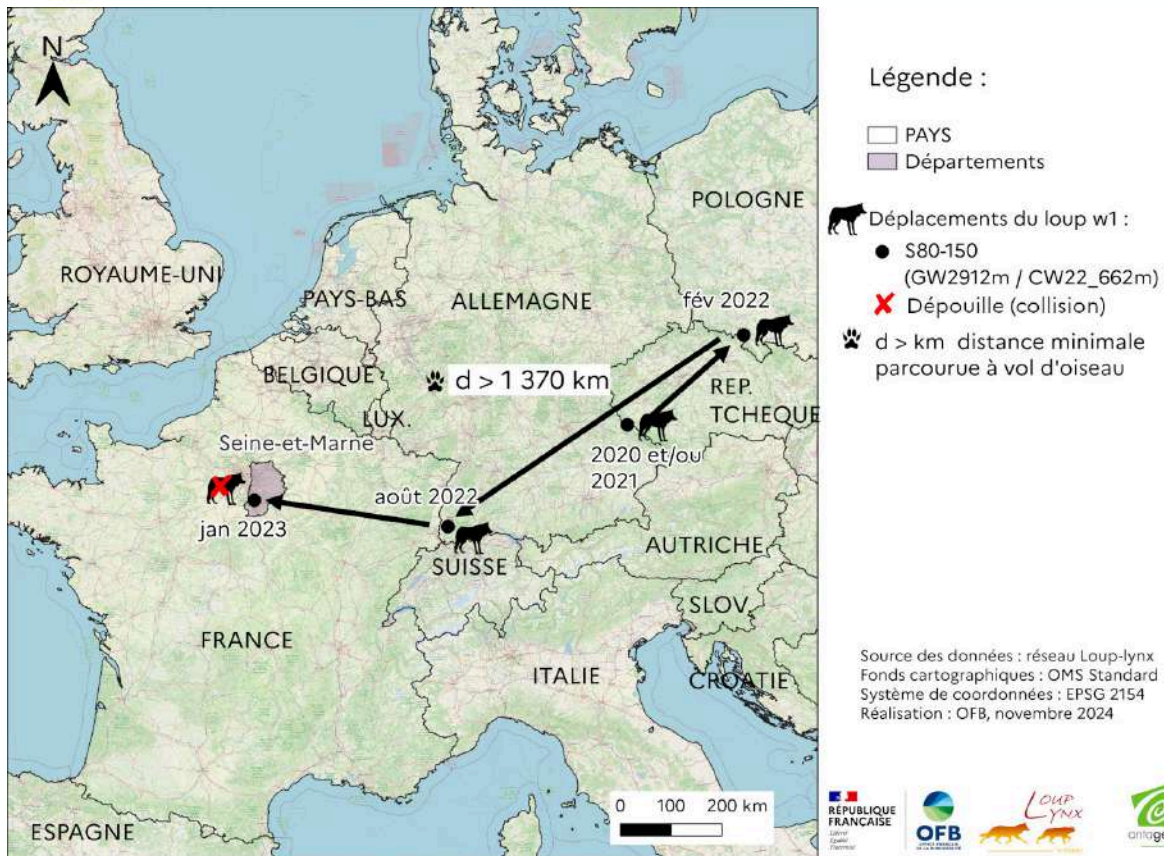 N
ROYAUME-UNI
PAYS-BAS
ALLEMAGNE
POLOGNE
fév 2022
BELGIQUE
d > 1 370 km
LUX.
REP.
TCHEQUE
2020 et/ou
2021
Seine-et-Marne
août 2022
jan 2023
SUISSE
AUTRICHE
SLOV.
FRANCE
ITALIE
CROATIE
ESPAGNE
0 100 200 km
Légende :
PAYS
Départements
Déplacements du loup w1 :
S80-150
(GW2912m / CW22_662m)
Dépouille (collision)
d > km distance minimale
parcourue à vol d'oiseau
Source des données : réseau Loup-lynx
Fonds cartographiques : OMS Standard
Système de coordonnées : EPSG 2154
Réalisation : OFB, novembre 2024
RÉPUBLIQUE
FRANÇAISE
Liberté
Égalité
Fraternité
OFB
LOUP
LYNX
antage